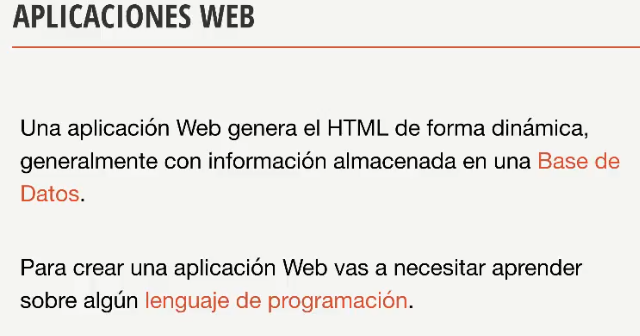 APLICACIONES WEB
Una aplicación Web genera el HTML de forma dinámica,
generalmente con información almacenada en una Base de
Datos.
Para crear una aplicación Web vas a necesitar aprender
sobre algún lenguaje de programación.